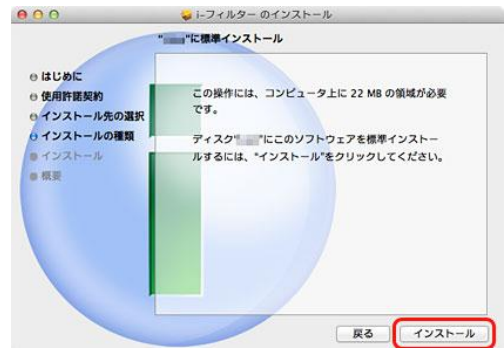 i-フィルター のインストール
"に標準インストール
はじめに
使用許諾契約
インストール先の選択
インストールの種類
インストール
概要
この操作には、コンピュータ上に 22 MB の領域が必要
です。
ディスク" "にこのソフトウェアを標準インストー
ルするには、"インストール"をクリックしてください。
戻る
インストール